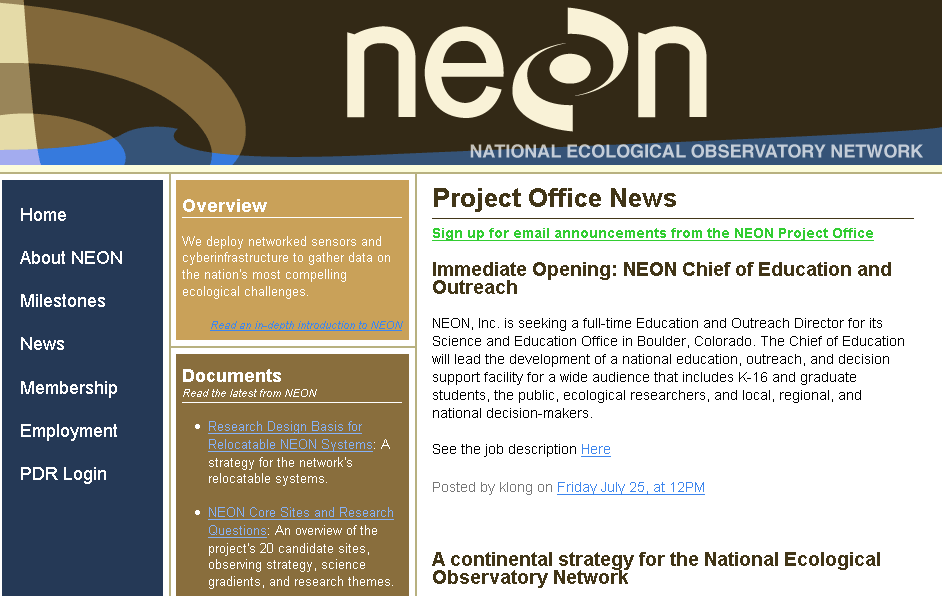 neon
NATIONAL ECOLOGICAL OBSERVATORY NETWORK
Home
About NEON
Milestones
News
Membership
Employment
PDR Login
Overview
We deploy networked sensors and
cyberinfrastructure to gather data on
the nation's most compelling
ecological challenges.
Read an in-depth introduction to NEON
Documents
Read the latest from NEON
Research Design Basis for
Relocatable NEON Systems: A
strategy for the network's
relocatable systems.
NEON Core Sites and Research
Questions: An overview of the
project's 20 candidate sites,
observing strategy, science
gradients, and research themes.
Project Office News
Sign up for email announcements from the NEON Project Office
Immediate Opening: NEON Chief of Education and
Outreach
NEON, Inc. is seeking a full-time Education and Outreach Director for its
Science and Education Office in Boulder, Colorado. The Chief of Education
will lead the development of a national education, outreach, and decision
support facility for a wide audience that includes K-16 and graduate
students, the public, ecological researchers, and local, regional, and
national decision-makers.
See the job description Here
Posted by klong on Friday July 25, at 12PM
A continental strategy for the National Ecological
Observatory Network